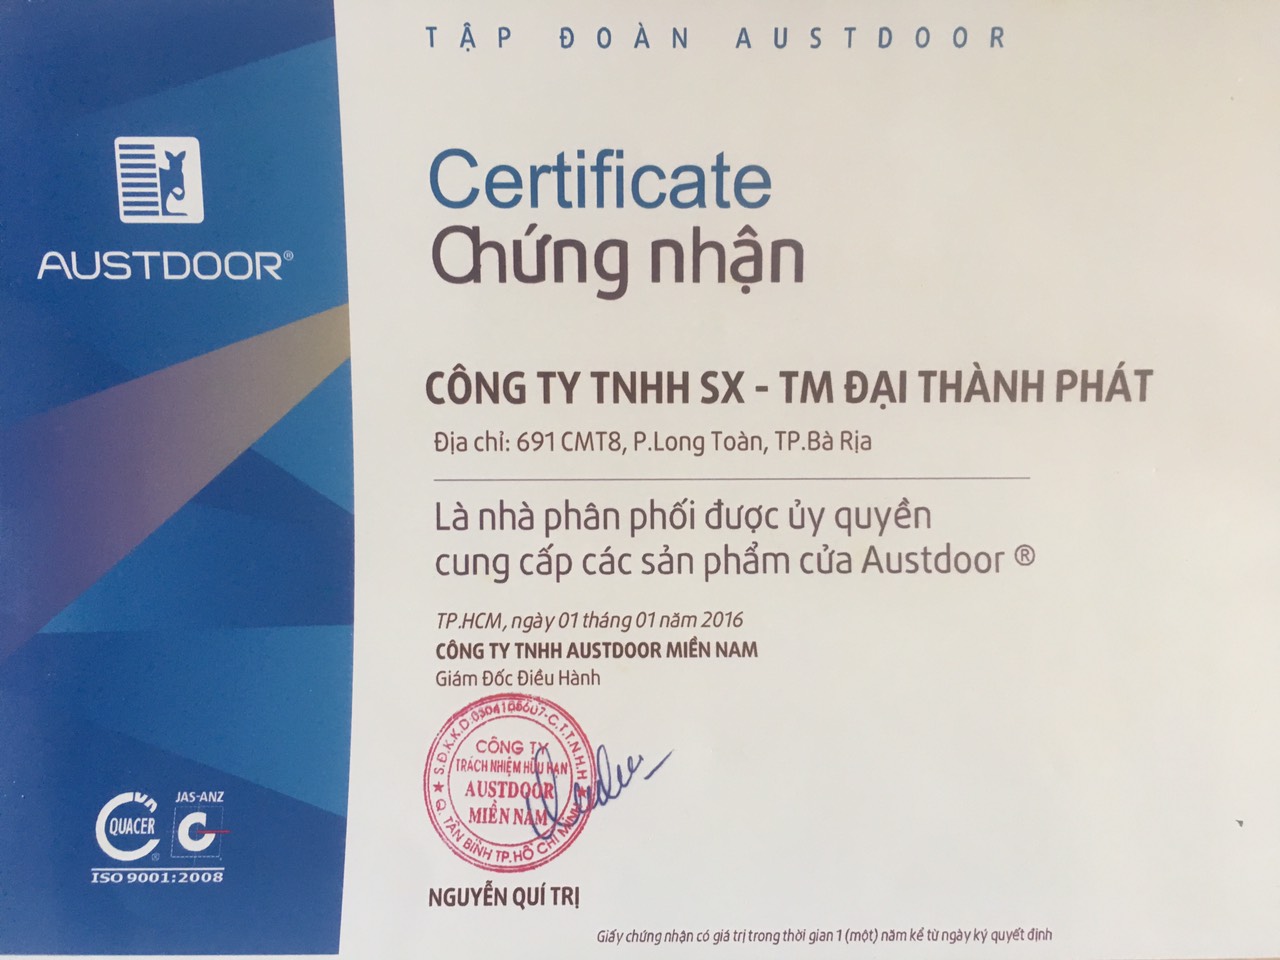 TẬP ĐOÀN AUSTDOOR
Certificate
Chứng nhận
AUSTDOOR®
CÔNG TY TNHH SX - TM ĐẠI THÀNH PHÁT
Địa chỉ: 691 CMT8, P.Long Toàn, TP.Bà Rịa
Là nhà phân phối được ủy quyền
cung cấp các sản phẩm cửa Austdoor ®
TP.HCM, ngày 01 tháng 01 năm 2016
CÔNG TY TNHH AUSTDOOR MIỀN NAM
Giám Đốc Điều Hành
S.Đ.K.K.D:0304106607-C.T.T.N.H.H
CÔNG TY
TRÁCH NHIỆM HỮU HẠN
AUSTDOOR
MIỀN NAM
Q. TÂN BÌNH TP.HỒ CHÍ MINH
NGUYỄN QUÍ TRỊ
QUACER ®
JAS-ANZ
ISO 9001:2008
Giấy chứng nhận có giá trị trong thời gian 1 (một) năm kể từ ngày ký quyết định